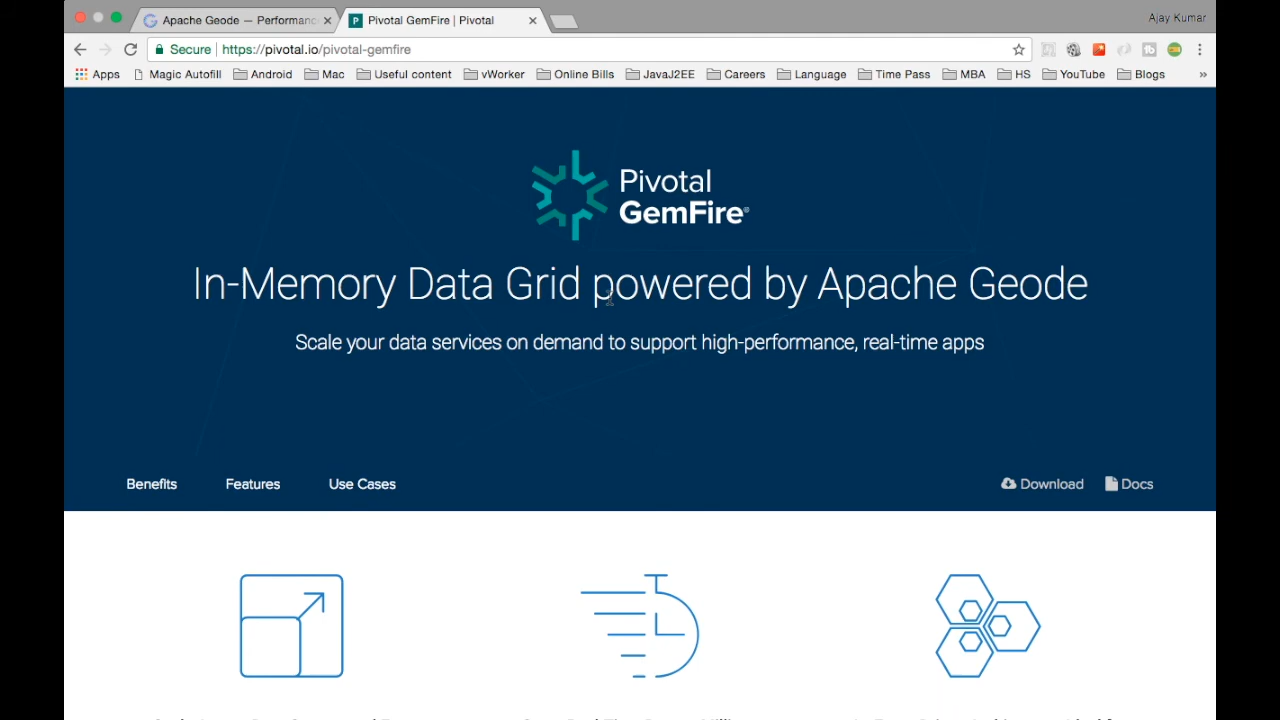 Apache Geode — Performance
Pivotal GemFire | Pivotal
Ajay Kumar
Secure | https://pivotal.io/pivotal-gemfire
Apps Magic Autofill Android Mac Useful content vWorker Online Bills JavaJ2EE Careers Language Time Pass MBA HS YouTube Blogs »
Pivotal
GemFire®
In-Memory Data Grid powered by Apache Geode
Scale your data services on demand to support high-performance, real-time apps
Benefits Features Use Cases Download Docs